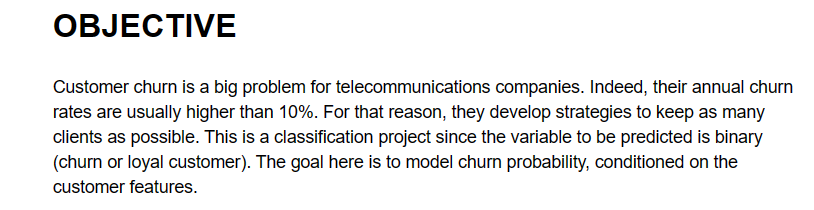 OBJECTIVE
Customer churn is a big problem for telecommunications companies. Indeed, their annual churn
rates are usually higher than 10%. For that reason, they develop strategies to keep as many
clients as possible. This is a classification project since the variable to be predicted is binary
(churn or loyal customer). The goal here is to model churn probability, conditioned on the
customer features.